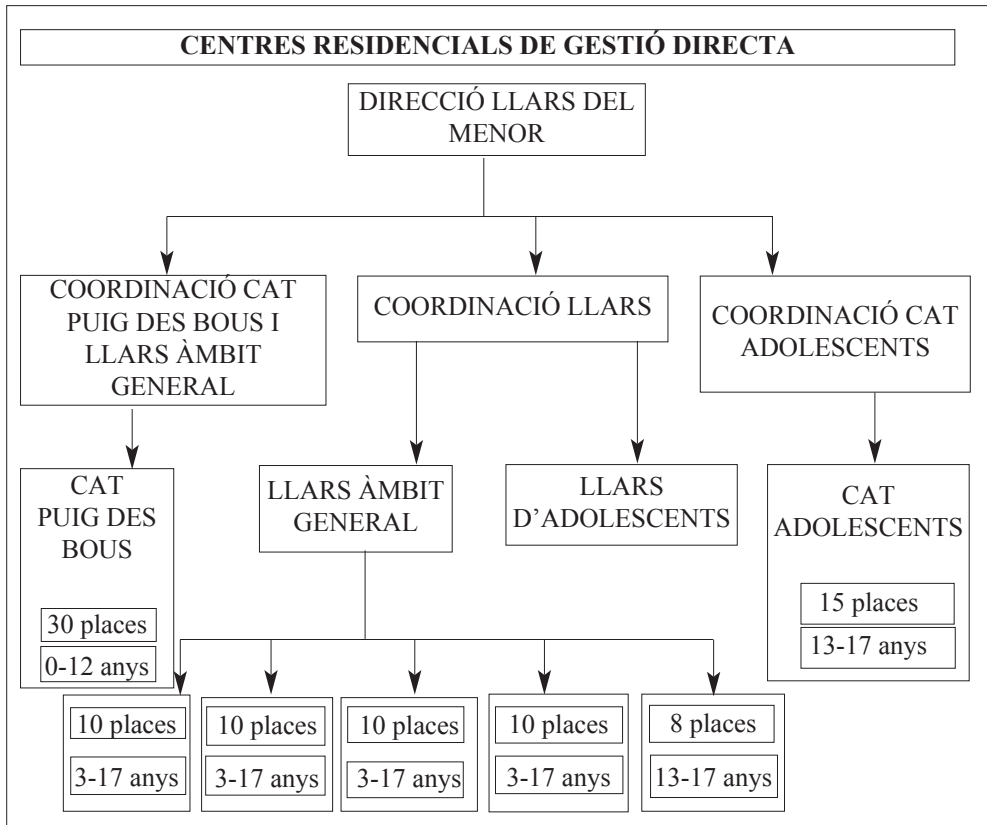 CENTRES RESIDENCIALS DE GESTIÓ DIRECTA
DIRECCIÓ LLARS DEL
MENOR
COORDINACIÓ CAT
PUIG DES BOUS I
LLARS ÀMBIT
GENERAL
COORDINACIÓ LLARS
COORDINACIÓ CAT
ADOLESCENTS
CAT
PUIG DES
BOUS
30 places
0-12 anys
LLARS ÀMBIT
GENERAL
LLARS
D’ADOLESCENTS
CAT
ADOLESCENTS
15 places
13-17 anys
10 places
3-17 anys
10 places
3-17 anys
10 places
3-17 anys
10 places
3-17 anys
8 places
13-17 anys